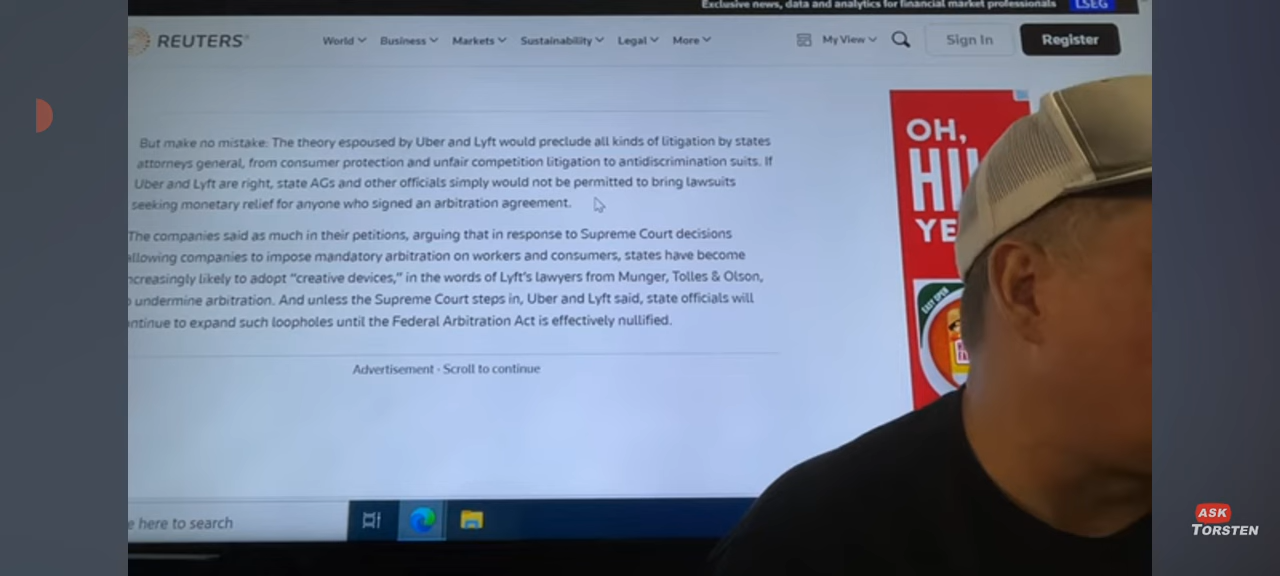 Exclusive news, data and analytics for financial market professionals LSEG
REUTERS World Business Markets Sustainability Legal More My View Sign In Register
But make no mistake: The theory espoused by Uber and Lyft would preclude all kinds of litigation by states
attorneys general, from consumer protection and unfair competition litigation to antidiscrimination suits. If
Uber and Lyft are right, state AGs and other officials simply would not be permitted to bring lawsuits
seeking monetary relief for anyone who signed an arbitration agreement.
The companies said as much in their petitions, arguing that in response to Supreme Court decisions
allowing companies to impose mandatory arbitration on workers and consumers, states have become
ncreasingly likely to adopt "creative devices," in the words of Lyft's lawyers from Munger, Tolles & Olson,
undermine arbitration. And unless the Supreme Court steps in, Uber and Lyft said, state officials will
ntinue to expand such loopholes until the Federal Arbitration Act is effectively nullified.
Advertisement · Scroll to continue
OH,
YE
EASY OPEN
e here to search
ASK
TORSTEN